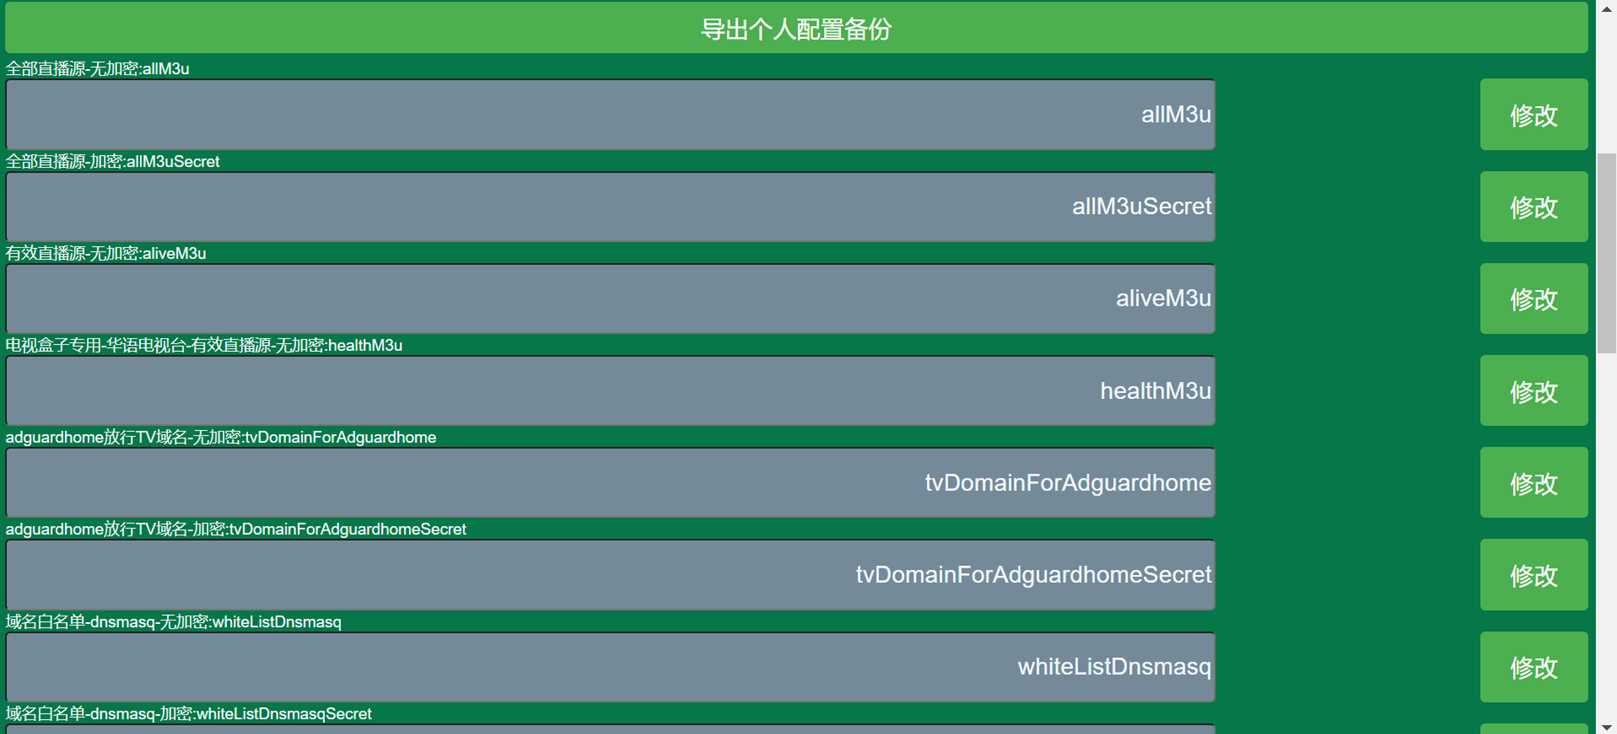 导出个人配置备份
全部直播源-无加密:allM3u
allM3u
修改
全部直播源-加密:allM3uSecret
allM3uSecret
修改
有效直播源-无加密:aliveM3u
aliveM3u
修改
电视盒子专用-华语电视台-有效直播源-无加密:healthM3u
healthM3u
修改
adguardhome放行TV域名-无加密:tvDomainForAdguardhome
tvDomainForAdguardhome
修改
adguardhome放行TV域名-加密:tvDomainForAdguardhomeSecret
tvDomainForAdguardhomeSecret
修改
域名白名单-dnsmasq-无加密:whiteListDnsmasq
whiteListDnsmasq
修改
域名白名单-dnsmasq-加密:whiteListDnsmasqSecret